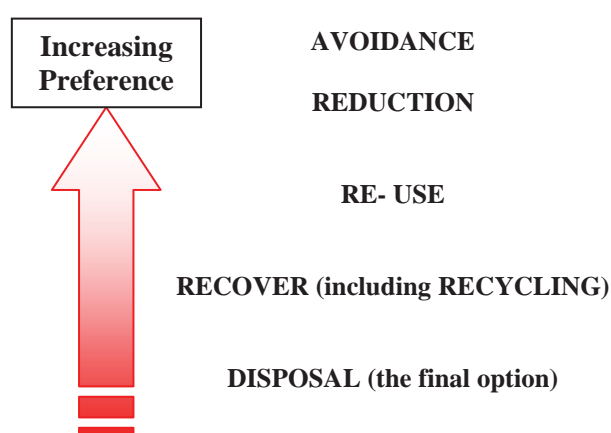 Increasing
Preference
AVOIDANCE
REDUCTION
RE- USE
RECOVER (including RECYCLING)
DISPOSAL (the final option)